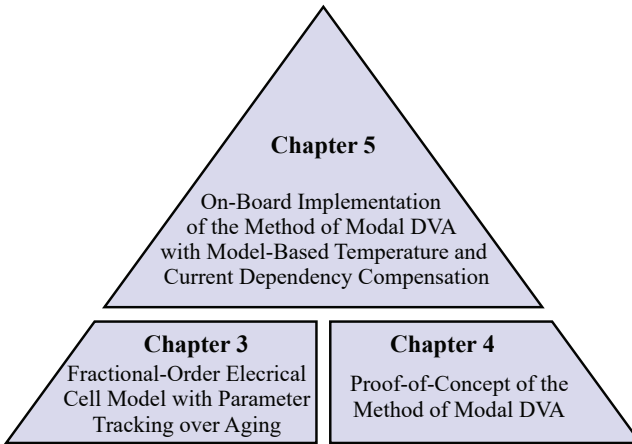 Chapter 5
On-Board Implementation
of the Method of Modal DVA
with Model-Based Temperature and
Current Dependency Compensation
Chapter 3
Fractional-Order Elecrical
Cell Model with Parameter
Tracking over Aging
Chapter 4
Proof-of-Concept of the
Method of Modal DVA